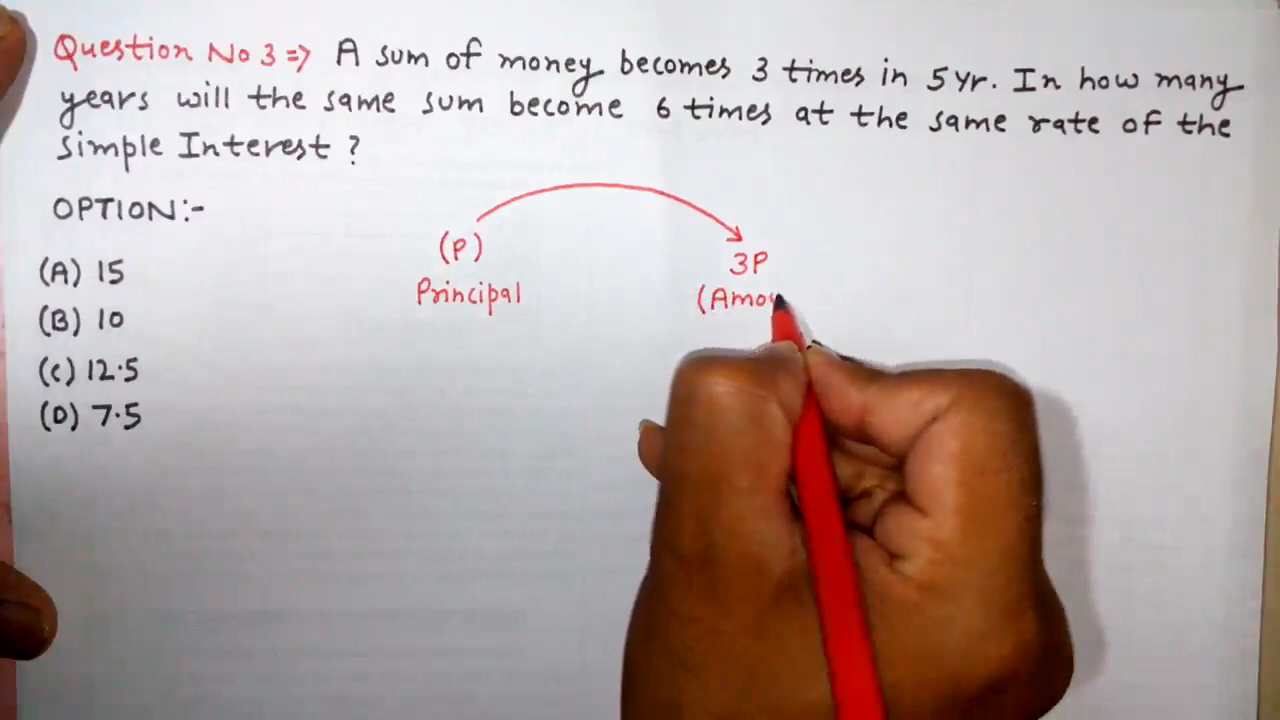 Question No 3 => A sum of money becomes 3 times in 5 yr. In how many
years will the same sum become 6 times at the same rate of the
simple Interest ?
OPTION:-
(A) 15
(B) 10
(C) 12.5
(D) 7.5
(P)
Principal
3P